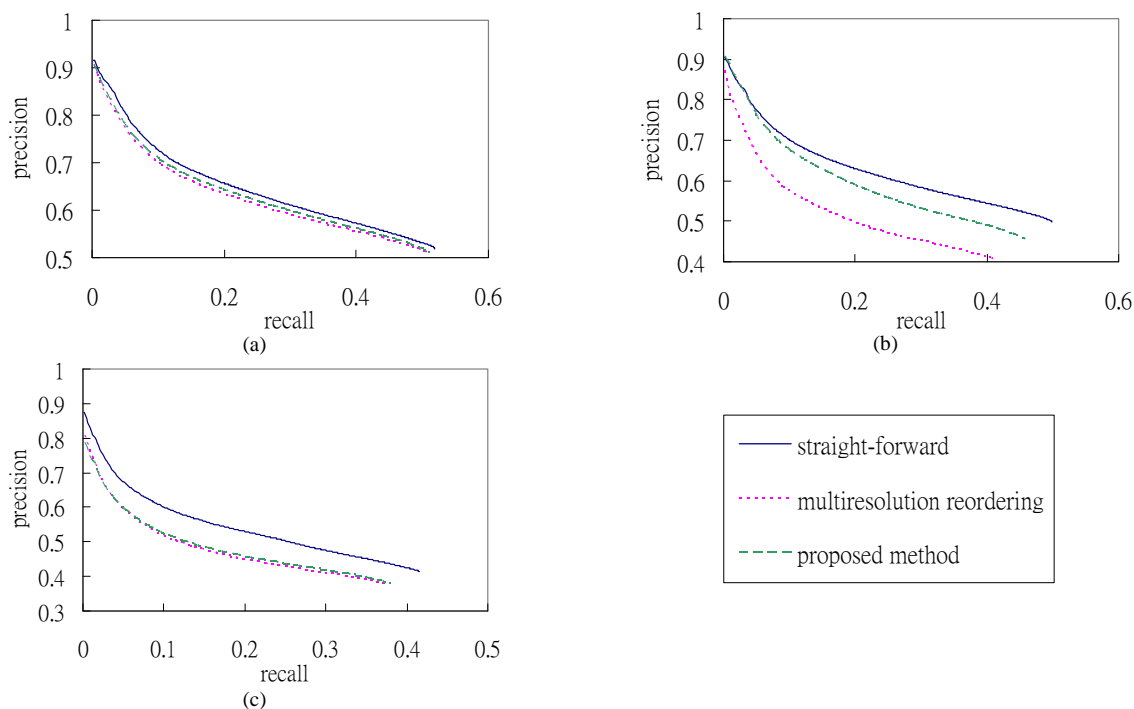 1
0.9
0.8
0.7
0.6
0.5
precision
0 0.2 0.4 0.6
recall
(a)
1
0.9
0.8
0.7
0.6
0.5
0.4
precision
0 0.2 0.4 0.6
recall
(b)
1
0.9
0.8
0.7
0.6
0.5
0.4
0.3
precision
0 0.1 0.2 0.3 0.4 0.5
recall
(c)
straight-forward
multiresolution reordering
proposed method